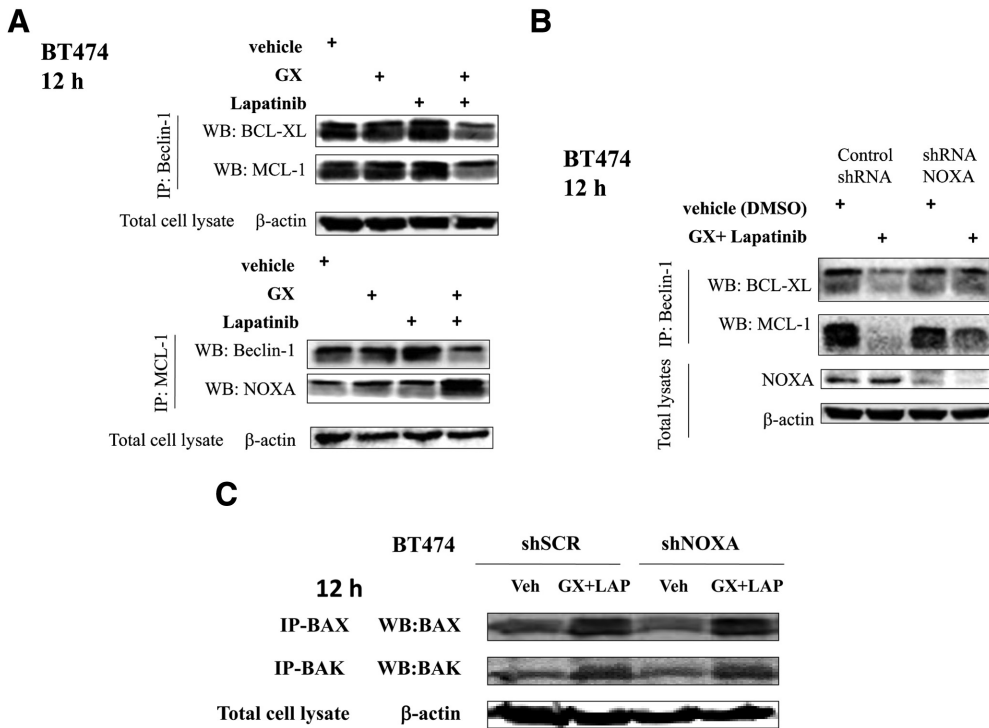 A
BT474
12 h
vehicle +
GX + +
Lapatinib + +
IP: Beclin-1
WB: BCL-XL
WB: MCL-1
Total cell lysate β-actin
vehicle +
GX + +
Lapatinib + +
IP: MCL-1
WB: Beclin-1
WB: NOXA
Total cell lysate β-actin
B
BT474
12 h
Control shRNA
shRNA NOXA
vehicle (DMSO) + +
GX+ Lapatinib + +
IP: Beclin-1
WB: BCL-XL
WB: MCL-1
Total lysates
NOXA
β-actin
C
BT474 shSCR shNOXA
12 h Veh GX+LAP Veh GX+LAP
IP-BAX WB:BAX
IP-BAK WB:BAK
Total cell lysate β-actin